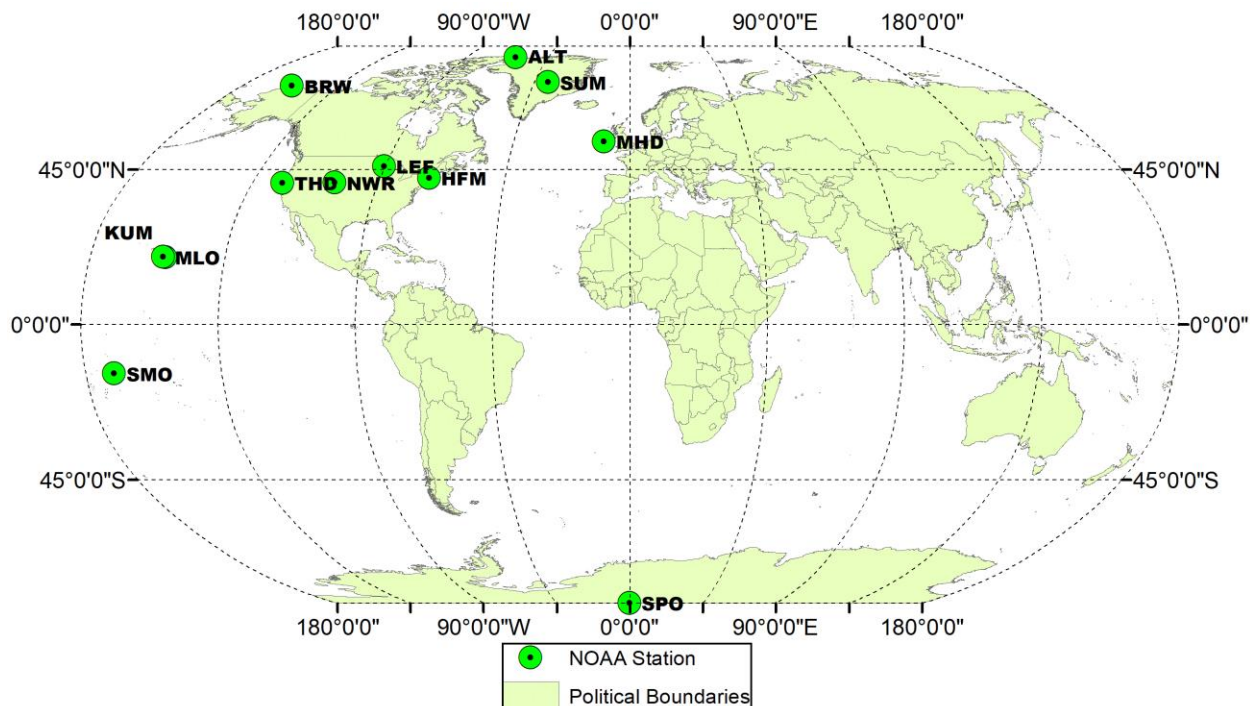 180°0'0" 90°0'0"W 0°0'0" 90°0'0"E 180°0'0"
ALT
BRW
SUM
MHD
45°0'0"N 45°0'0"N
LEF
THD NWR HFM
KUM
MLO
0°0'0" 0°0'0"
SMO
45°0'0"S 45°0'0"S
SPO
180°0'0" 90°0'0"W 0°0'0" 90°0'0"E 180°0'0"
NOAA Station
Political Boundaries